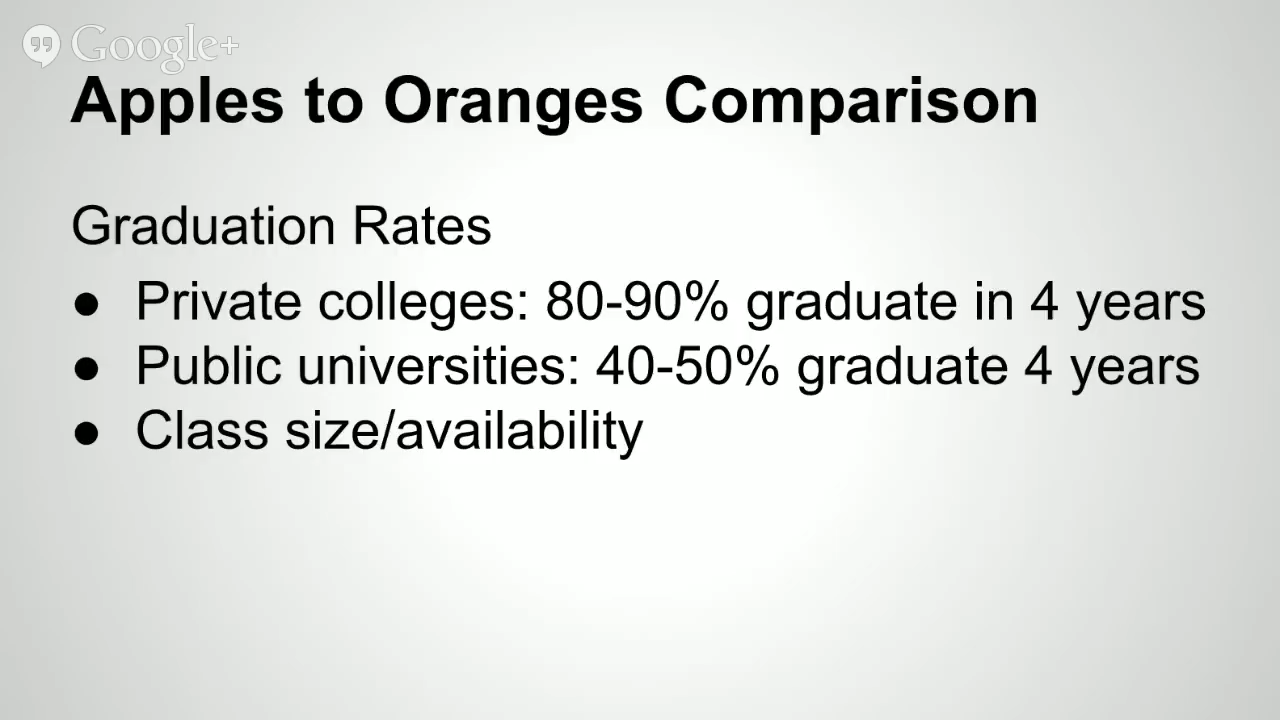 Google+
Apples to Oranges Comparison
Graduation Rates
● Private colleges: 80-90% graduate in 4 years
● Public universities: 40-50% graduate 4 years
● Class size/availability